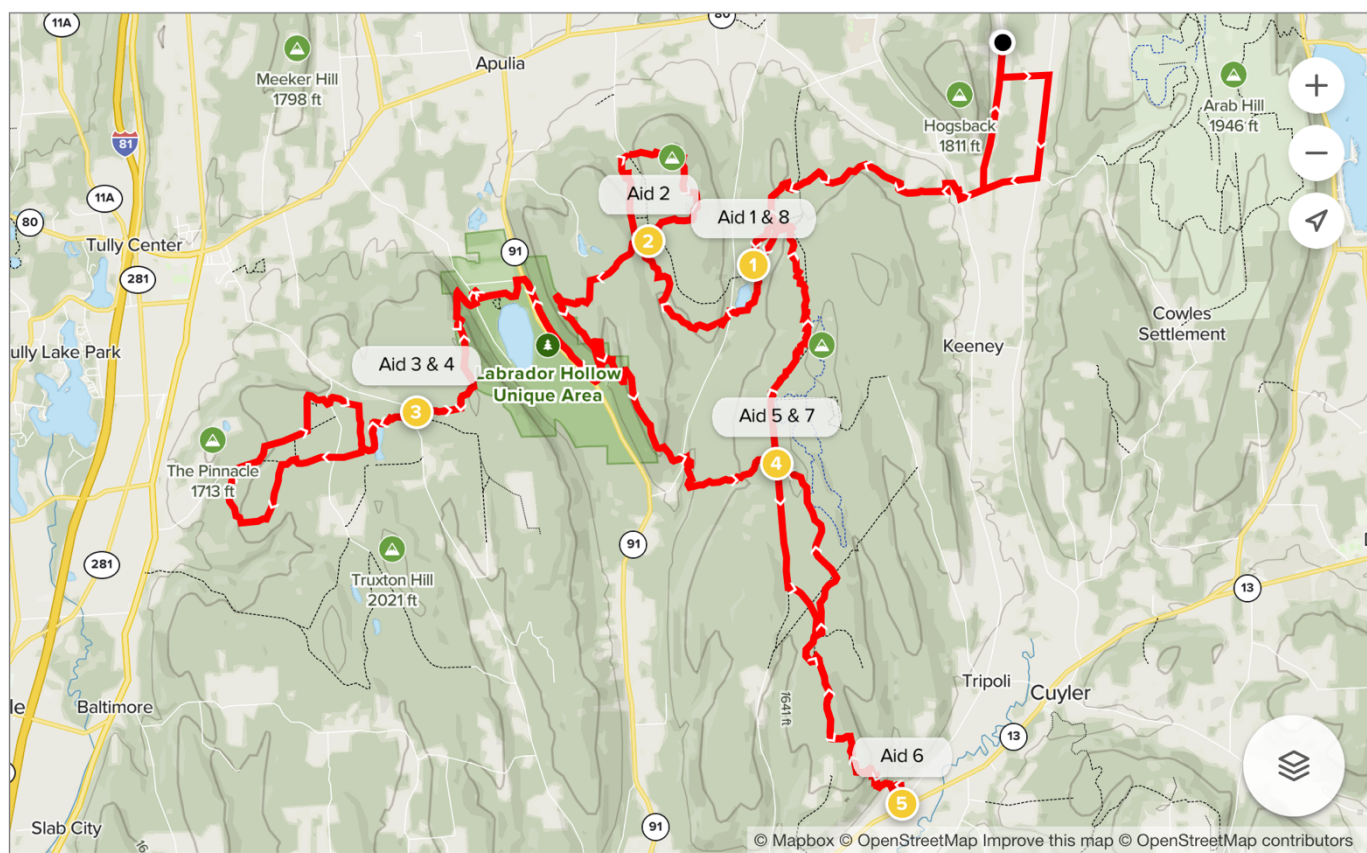 11A
80
Meeker Hill
1798 ft
Apulia
81
Hogsback
1811 ft
Arab Hill
1946 ft
+
−
11A
80
Tully Center
281
91
Aid 2
2
Aid 1 & 8
1
ully Lake Park
Cowles
Settlement
Keeney
Aid 3 & 4
3
Labrador Hollow
Unique Area
Aid 5 & 7
4
The Pinnacle
1713 ft
91
281
Truxton Hill
2021 ft
13
Tripoli
Cuyler
1641 ft
13
le
Baltimore
Aid 6
5
Slab City
91
© Mapbox © OpenStreetMap Improve this map © OpenStreetMap contributors